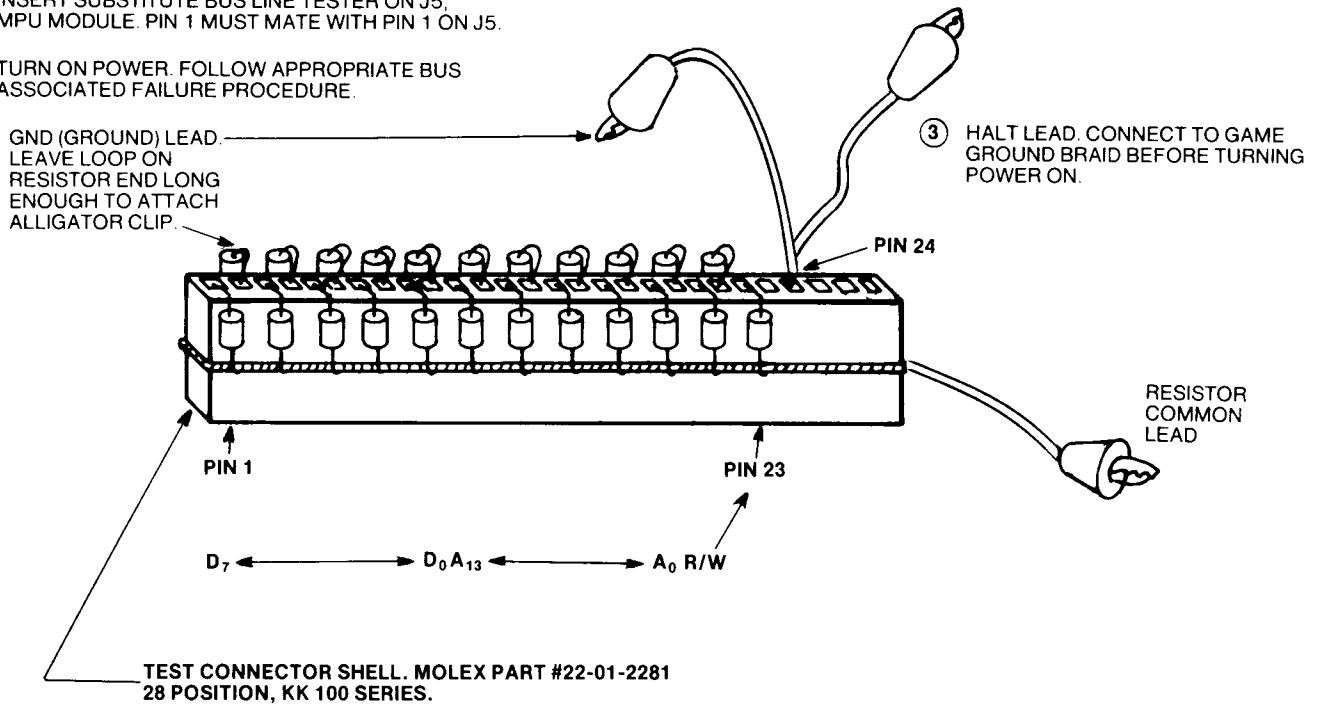 INSERT SUBSTITUTE BUS LINE TESTER ON J5,
MPU MODULE. PIN 1 MUST MATE WITH PIN 1 ON J5.
TURN ON POWER. FOLLOW APPROPRIATE BUS
ASSOCIATED FAILURE PROCEDURE.
GND (GROUND) LEAD.
LEAVE LOOP ON
RESISTOR END LONG
ENOUGH TO ATTACH
ALLIGATOR CLIP.
3 HALT LEAD. CONNECT TO GAME
GROUND BRAID BEFORE TURNING
POWER ON.
PIN 24
RESISTOR
COMMON
LEAD
PIN 1
PIN 23
D7 D0 A13 A0 R/W
TEST CONNECTOR SHELL. MOLEX PART #22-01-2281
28 POSITION, KK 100 SERIES.